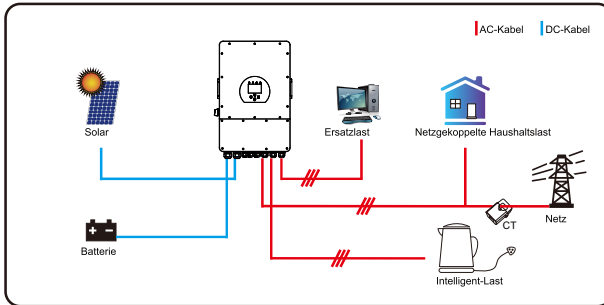 AC-Kabel
DC-Kabel
Solar
Ersatzlast
Netzgekoppelte Haushaltslast
CT
Netz
Batterie
Intelligent-Last